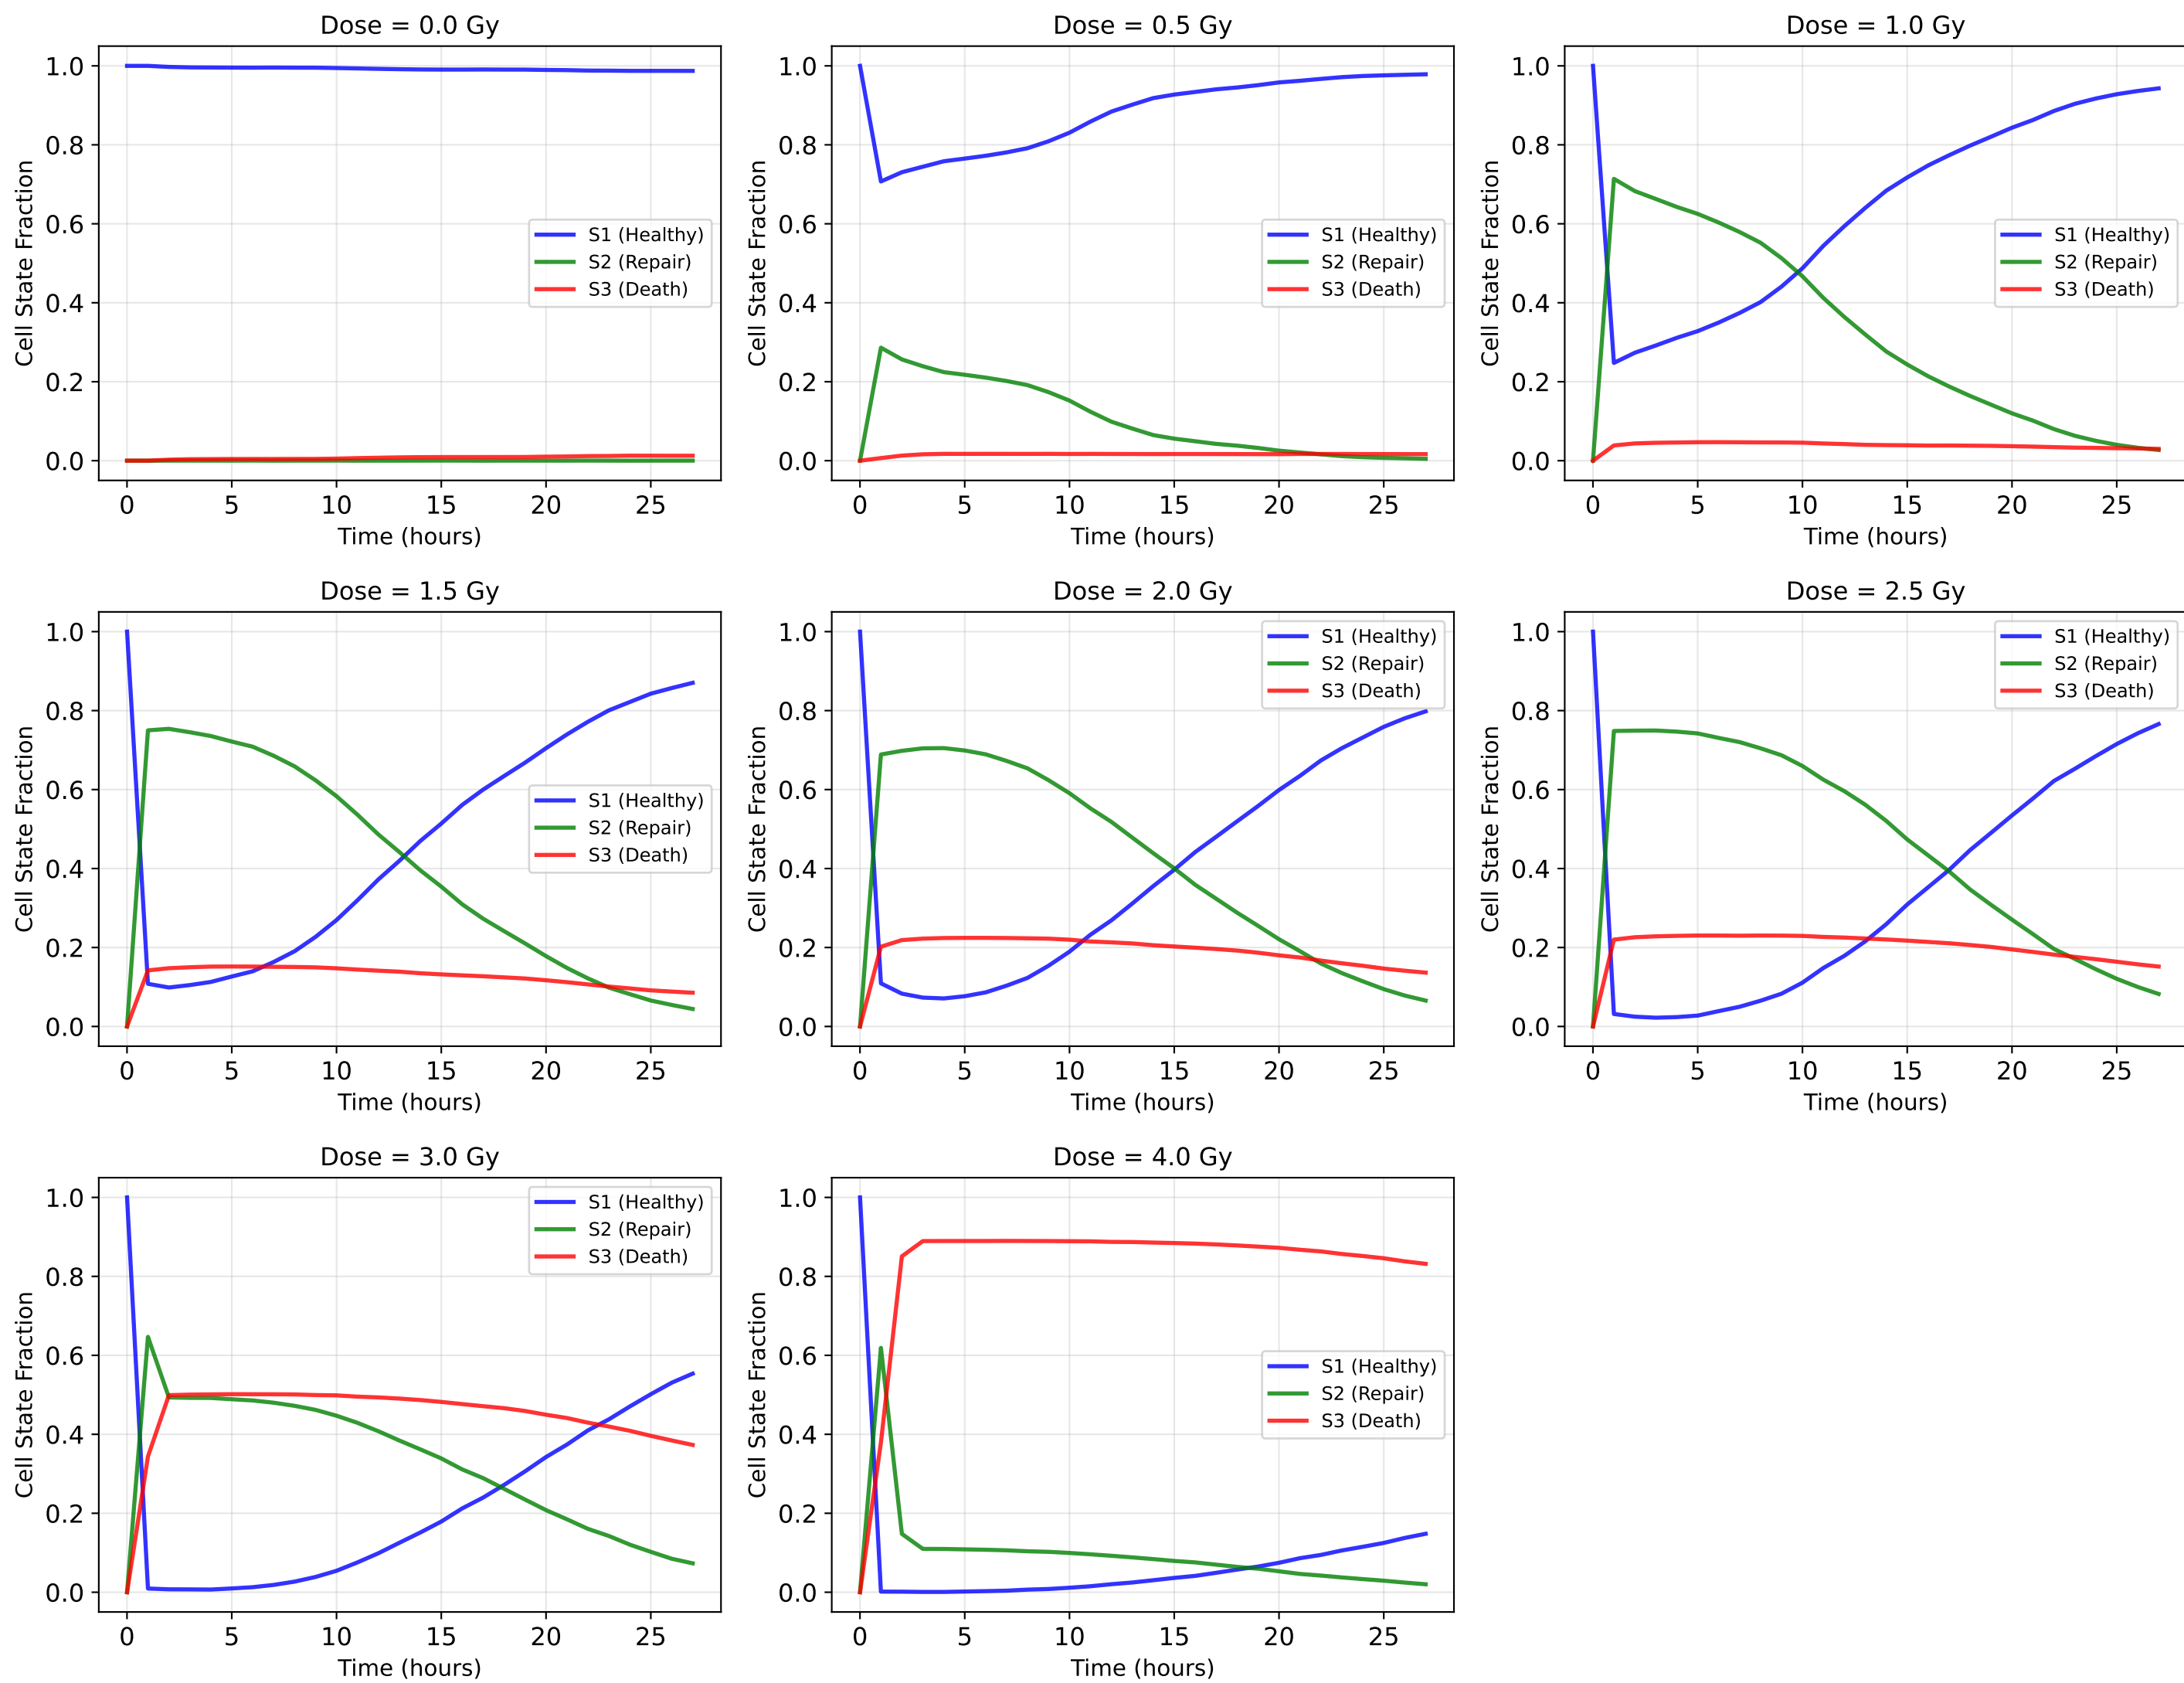 Dose = 0.0 Gy
Cell State Fraction
1.0
0.8
0.6
0.4
0.2
0.0
S1 (Healthy)
S2 (Repair)
S3 (Death)
0 5 10 15 20 25
Time (hours)
Dose = 0.5 Gy
Cell State Fraction
1.0
0.8
0.6
0.4
0.2
0.0
S1 (Healthy)
S2 (Repair)
S3 (Death)
0 5 10 15 20 25
Time (hours)
Dose = 1.0 Gy
Cell State Fraction
1.0
0.8
0.6
0.4
0.2
0.0
S1 (Healthy)
S2 (Repair)
S3 (Death)
0 5 10 15 20 25
Time (hours)
Dose = 1.5 Gy
Cell State Fraction
1.0
0.8
0.6
0.4
0.2
0.0
S1 (Healthy)
S2 (Repair)
S3 (Death)
0 5 10 15 20 25
Time (hours)
Dose = 2.0 Gy
Cell State Fraction
1.0
0.8
0.6
0.4
0.2
0.0
S1 (Healthy)
S2 (Repair)
S3 (Death)
0 5 10 15 20 25
Time (hours)
Dose = 2.5 Gy
Cell State Fraction
1.0
0.8
0.6
0.4
0.2
0.0
S1 (Healthy)
S2 (Repair)
S3 (Death)
0 5 10 15 20 25
Time (hours)
Dose = 3.0 Gy
Cell State Fraction
1.0
0.8
0.6
0.4
0.2
0.0
S1 (Healthy)
S2 (Repair)
S3 (Death)
0 5 10 15 20 25
Time (hours)
Dose = 4.0 Gy
Cell State Fraction
1.0
0.8
0.6
0.4
0.2
0.0
S1 (Healthy)
S2 (Repair)
S3 (Death)
0 5 10 15 20 25
Time (hours)